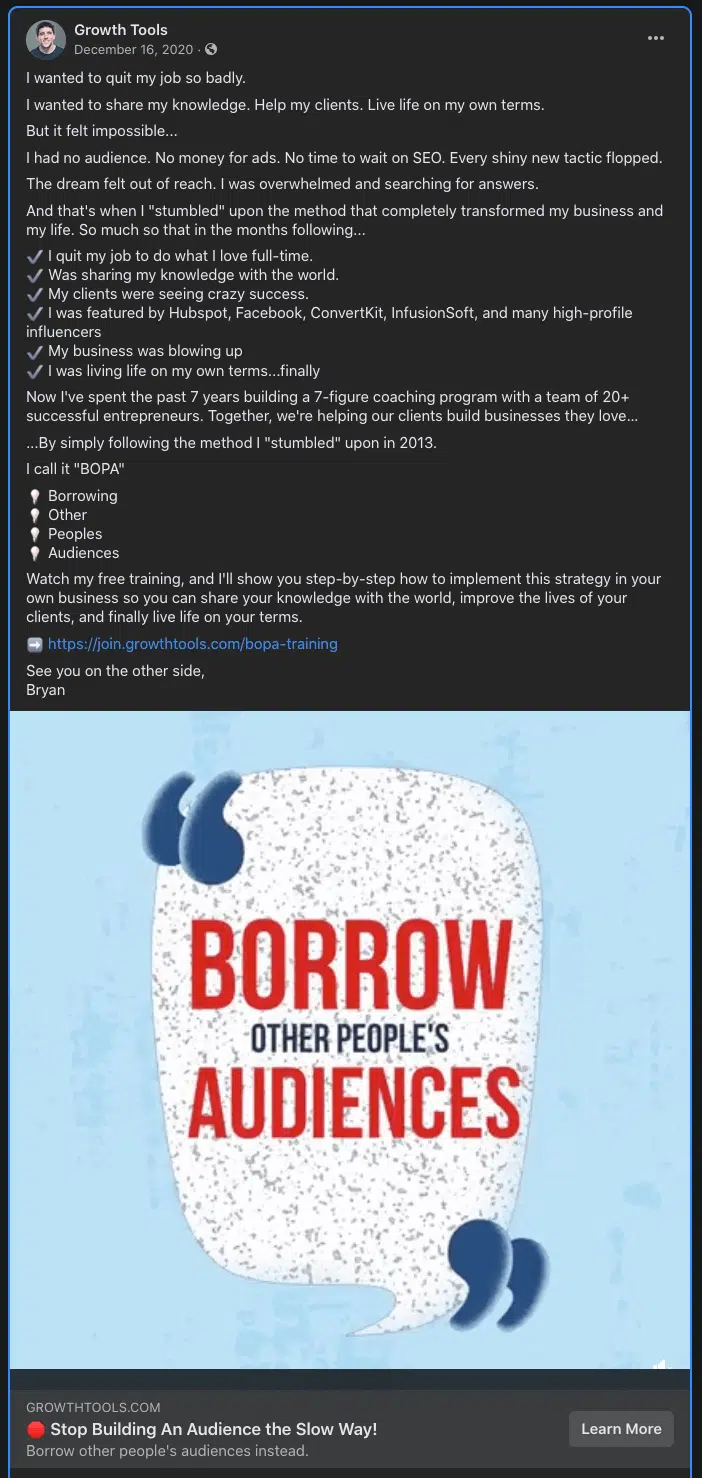 Growth Tools
December 16, 2020 ·
I wanted to quit my job so badly.
I wanted to share my knowledge. Help my clients. Live life on my own terms.
But it felt impossible...
I had no audience. No money for ads. No time to wait on SEO. Every shiny new tactic flopped.
The dream felt out of reach. I was overwhelmed and searching for answers.
And that's when I "stumbled" upon the method that completely transformed my business and
my life. So much so that in the months following...
✔ I quit my job to do what I love full-time.
✔ Was sharing my knowledge with the world.
✔ My clients were seeing crazy success.
✔ I was featured by Hubspot, Facebook, ConvertKit, InfusionSoft, and many high-profile
influencers
✔ My business was blowing up
✔ I was living life on my own terms...finally
Now I've spent the past 7 years building a 7-figure coaching program with a team of 20+
successful entrepreneurs. Together, we're helping our clients build businesses they love...
...By simply following the method I "stumbled" upon in 2013.
I call it "BOPA"
💡 Borrowing
💡 Other
💡 Peoples
💡 Audiences
Watch my free training, and I'll show you step-by-step how to implement this strategy in your
own business so you can share your knowledge with the world, improve the lives of your
clients, and finally live life on your terms.
➡ https://join.growthtools.com/bopa-training
See you on the other side,
Bryan
BORROW
OTHER PEOPLE'S
AUDIENCES
GROWTHTOOLS.COM
🛑 Stop Building An Audience the Slow Way!
Borrow other people's audiences instead.
Learn More